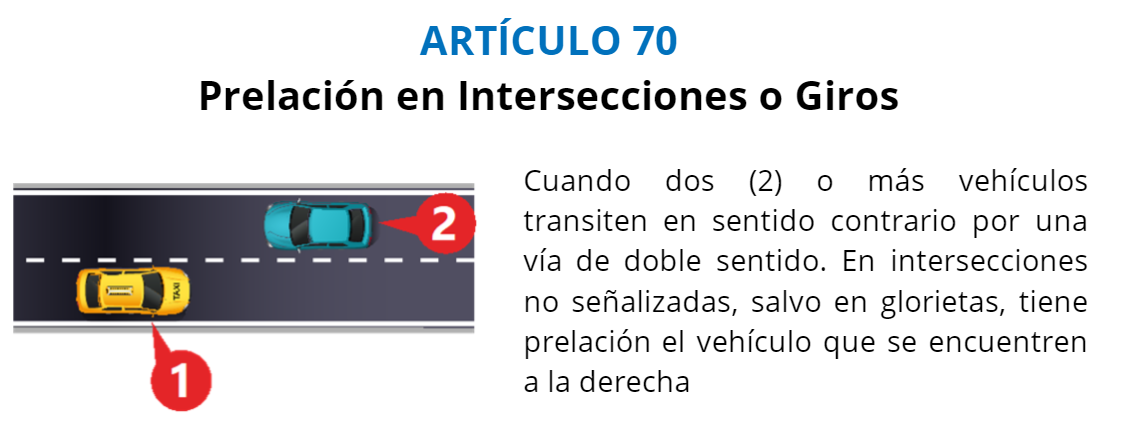 ARTÍCULO 70
Prelación en Intersecciones o Giros
Cuando dos (2) o más vehículos
transiten en sentido contrario por una
vía de doble sentido. En intersecciones
no señalizadas, salvo en glorietas, tiene
prelación el vehículo que se encuentren
a la derecha
2
TAXI
1